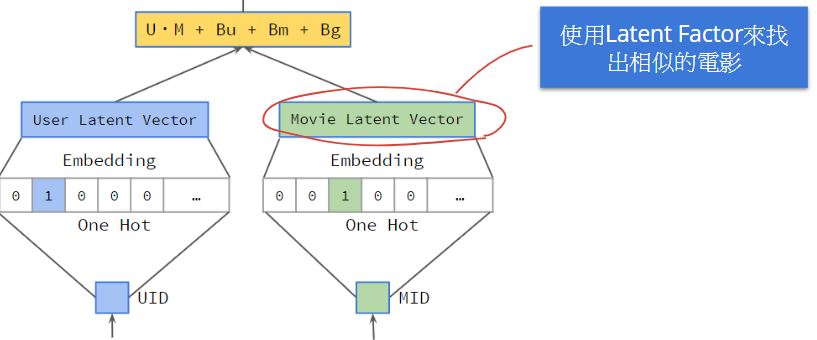 U·M + Bu + Bm + Bg
使用Latent Factor來找
出相似的電影
User Latent Vector
Movie Latent Vector
Embedding
Embedding
0 1 0 0 0 …
0 0 1 0 0 …
One Hot
One Hot
UID
MID